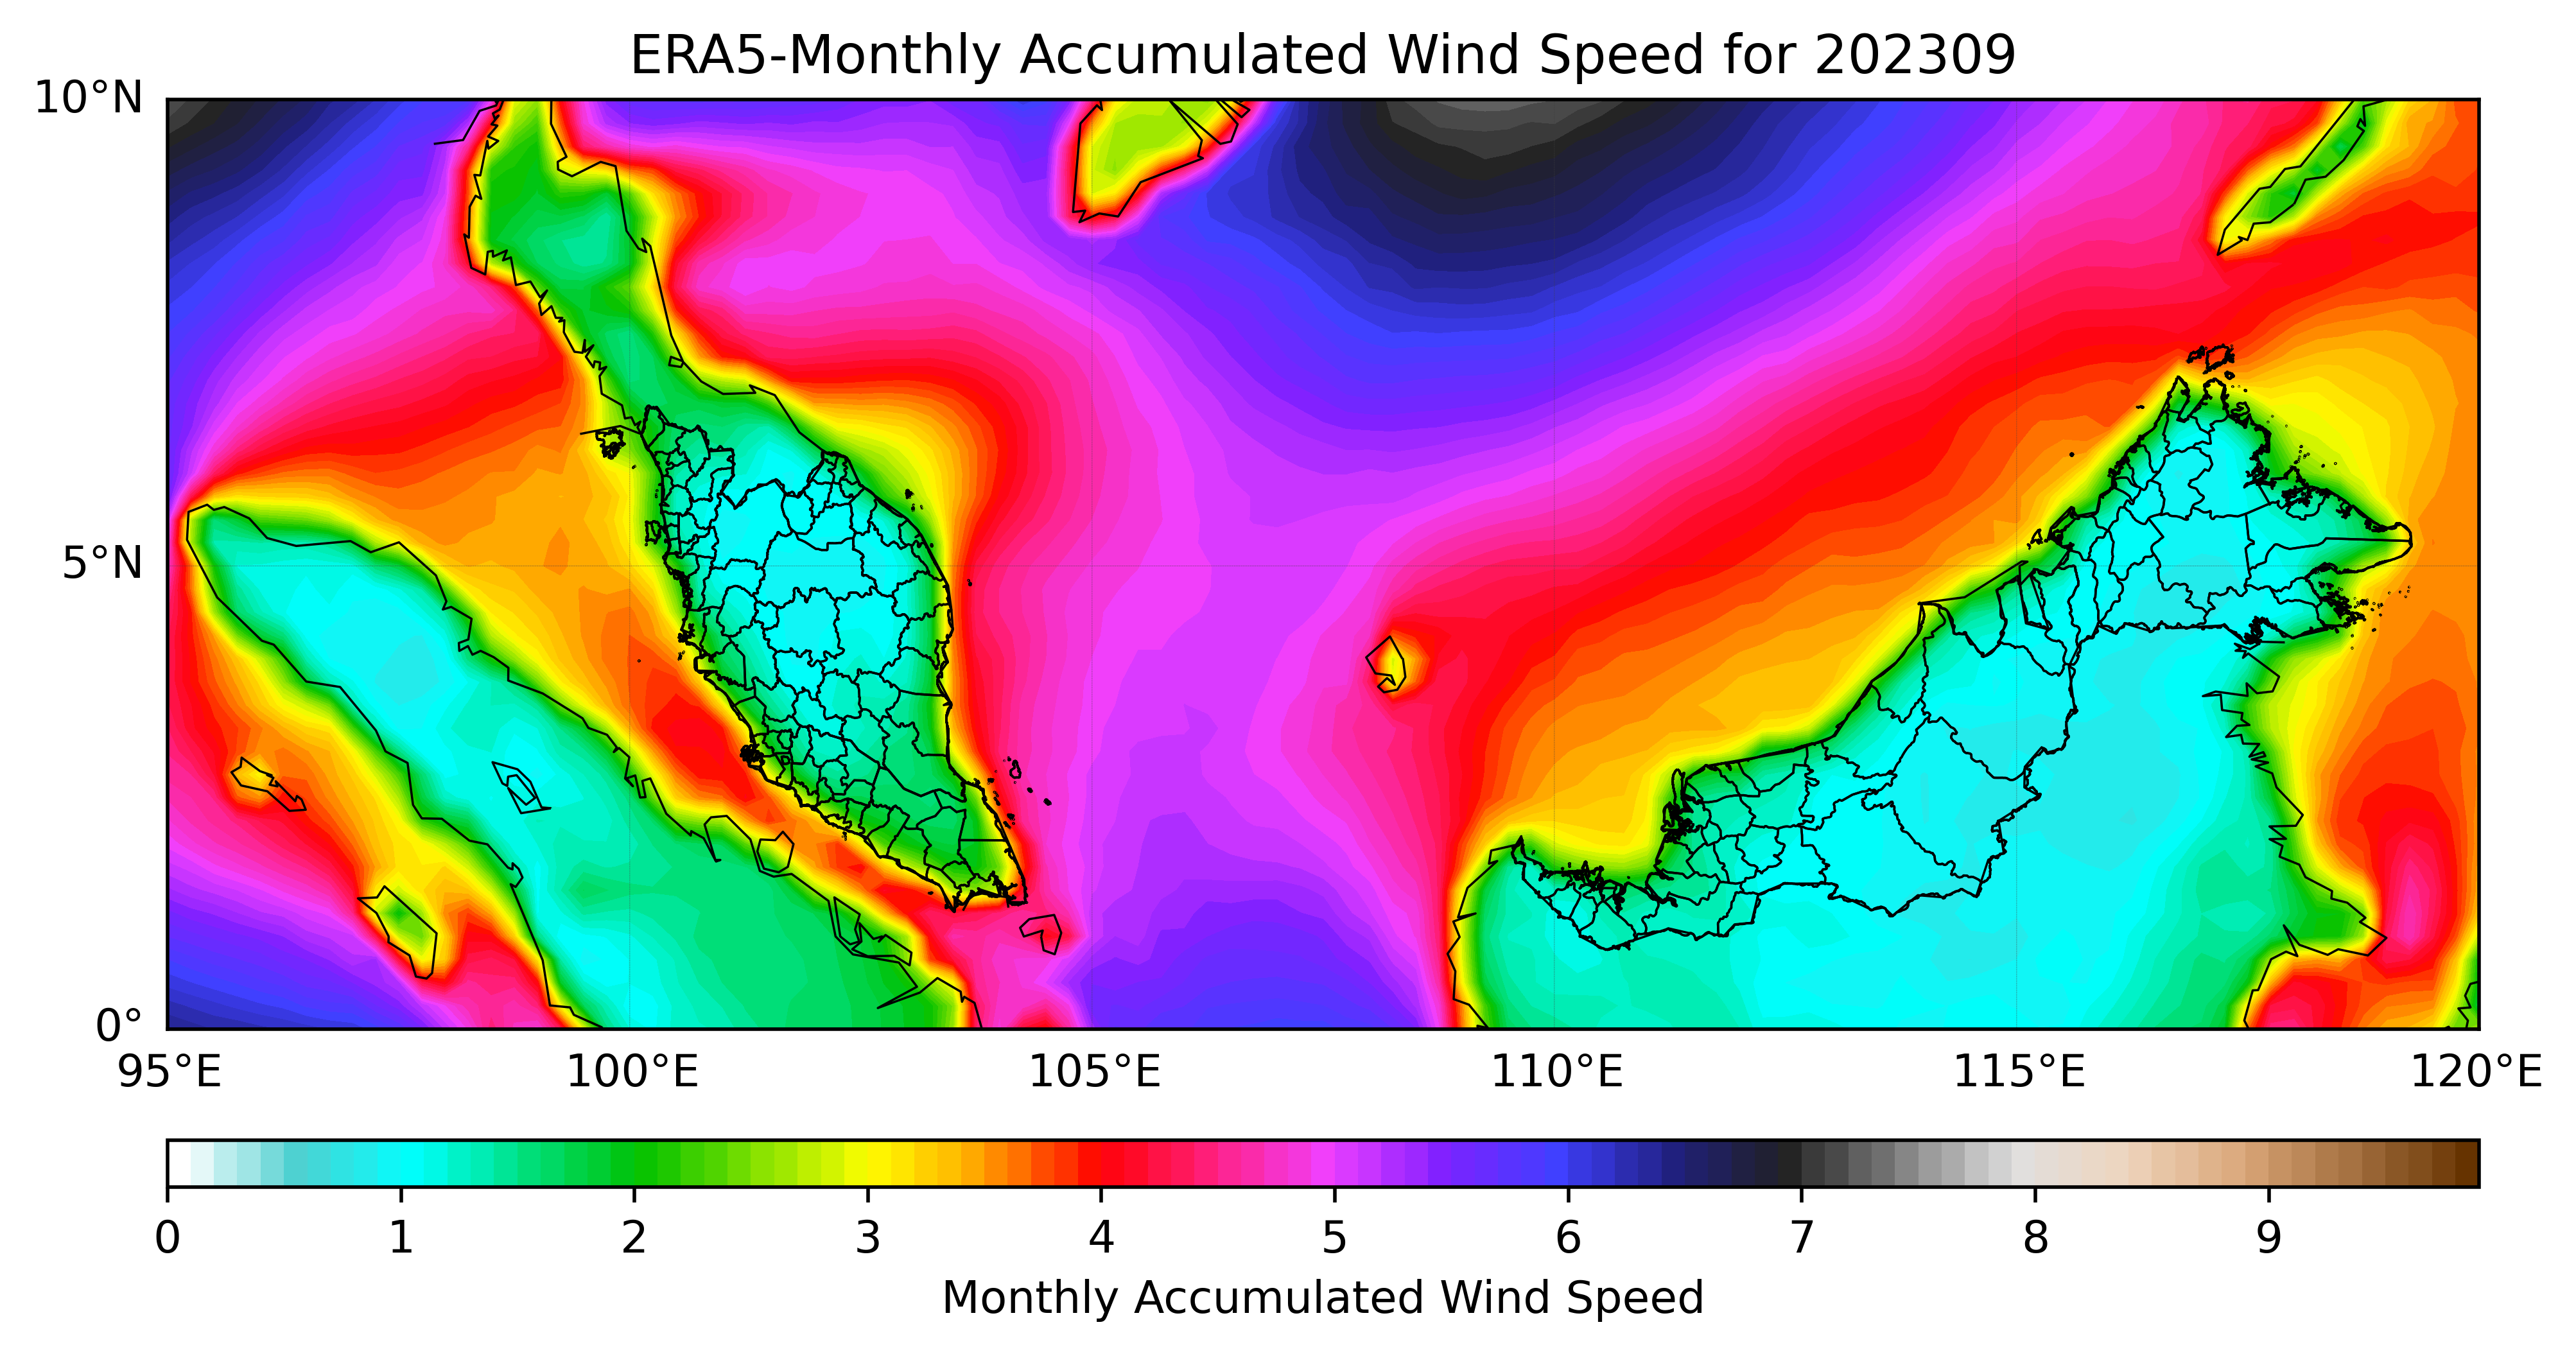 ERA5-Monthly Accumulated Wind Speed for 202309
10°N
5°N
0°
95°E 100°E 105°E 110°E 115°E 120°E
0 1 2 3 4 5 6 7 8 9
Monthly Accumulated Wind Speed